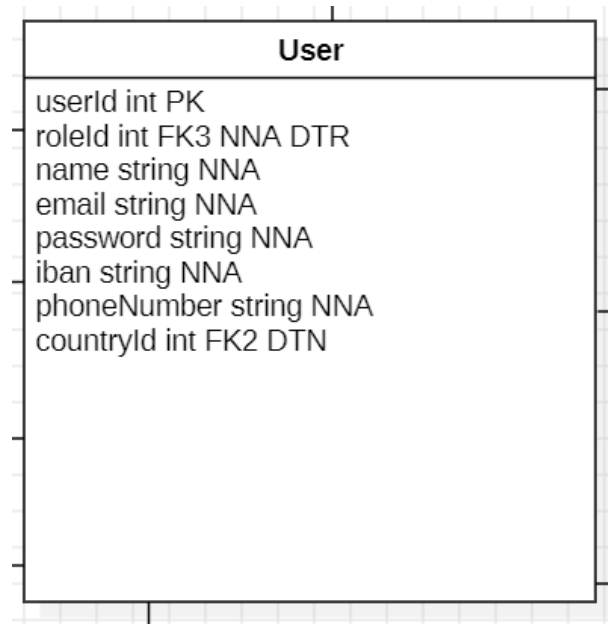 User
userId int PK
roleId int FK3 NNA DTR
name string NNA
email string NNA
password string NNA
iban string NNA
phoneNumber string NNA
countryId int FK2 DTN